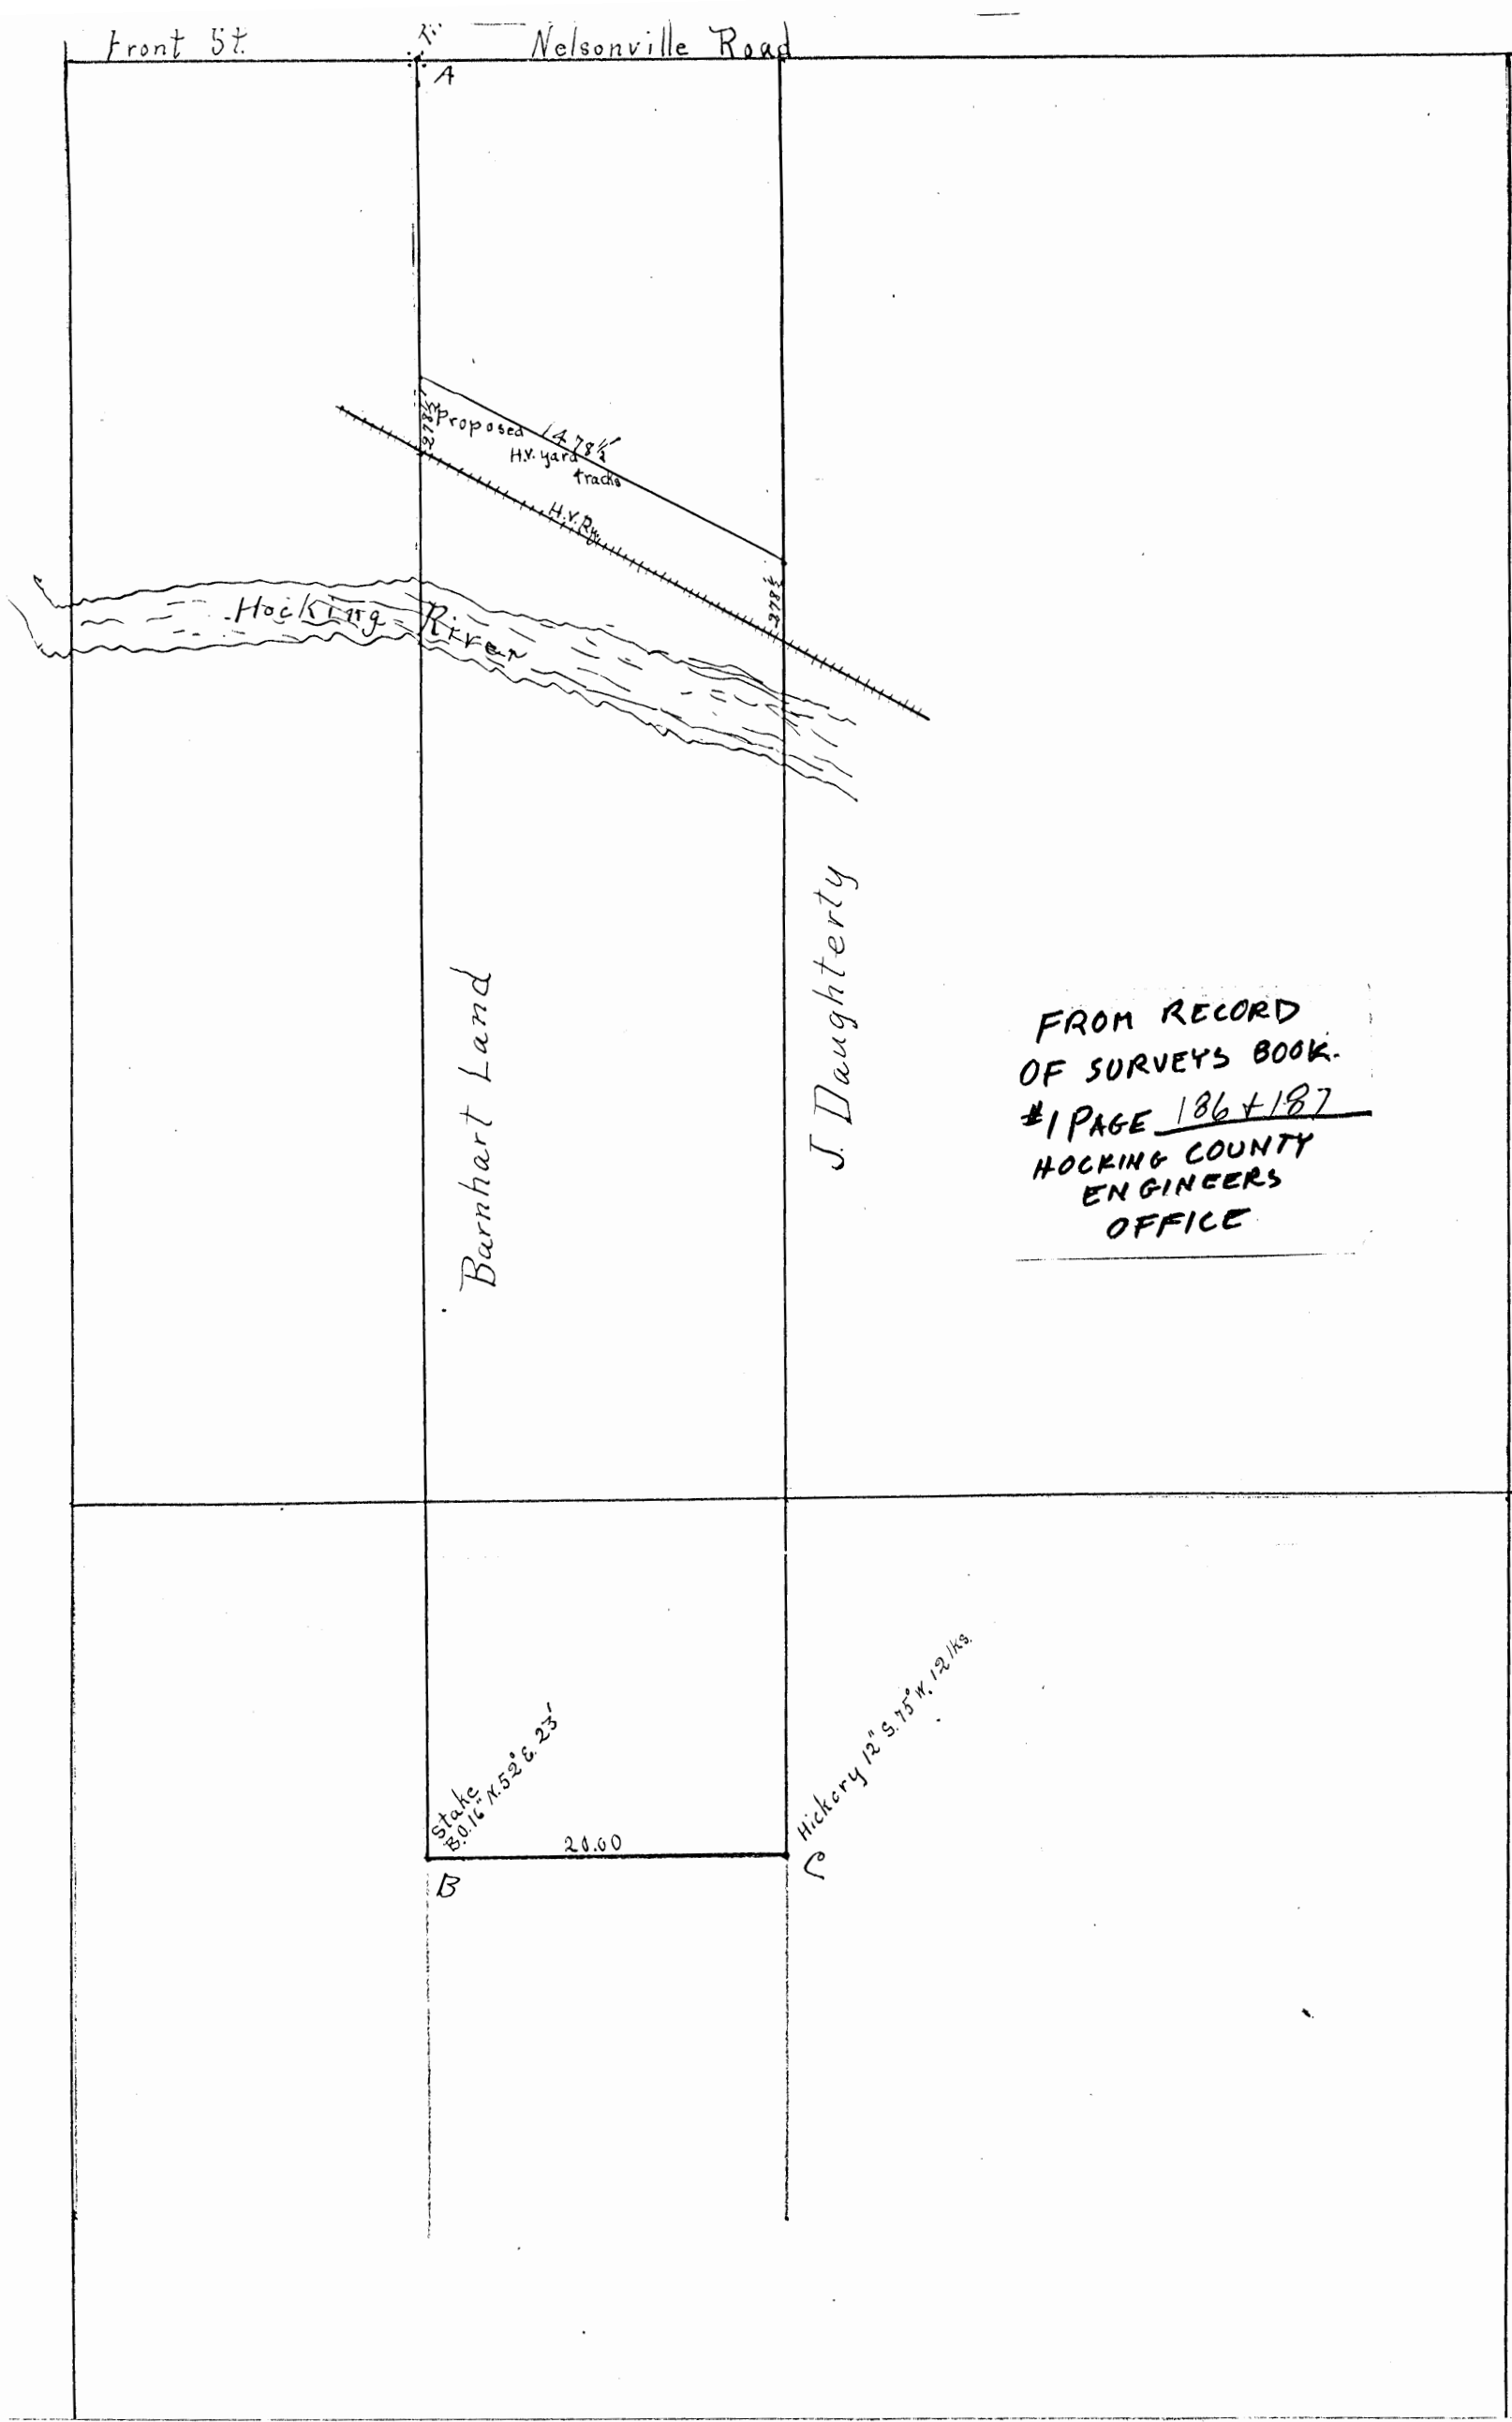 Front St.
Nelsonville Road
A
278½'
Proposed
H.V. yard
tracks
1478½'
H.V. Ry.
278½
Hocking River
Barnhart Land
J. Daughterty
FROM RECORD
OF SURVEYS BOOK.
#1 PAGE 186 + 187
HOCKING COUNTY
ENGINEERS
OFFICE
Stake
B.O. 16" N. 52° E. 23'
20.00
Hickory 12" S. 75° W. 12 lks.
B
C